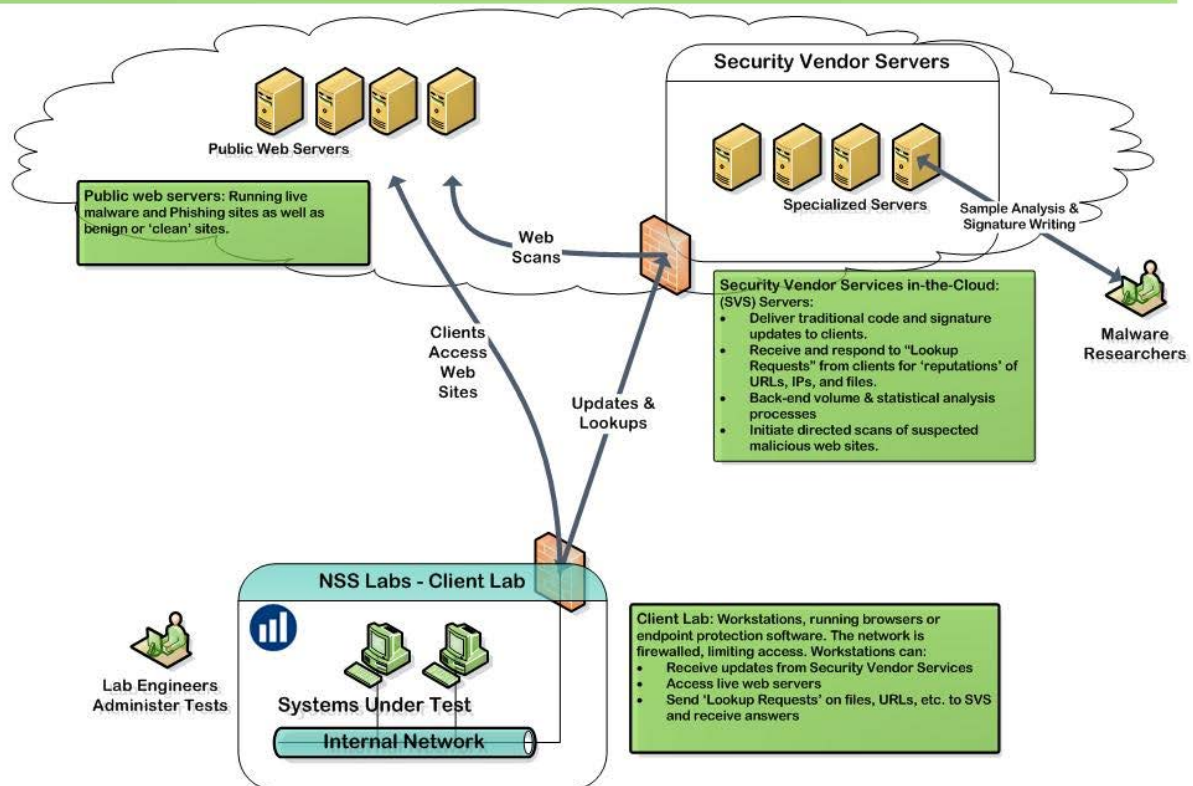 Security Vendor Servers
Public Web Servers
Specialized Servers
Public web servers: Running live
malware and Phishing sites as well as
benign or 'clean' sites.
Web
Scans
Sample Analysis &
Signature Writing
Malware
Researchers
Security Vendor Services in-the-Cloud:
(SVS) Servers:
• Deliver traditional code and signature
updates to clients.
• Receive and respond to "Lookup
Requests" from clients for 'reputations' of
URLs, IPs, and files.
• Back-end volume & statistical analysis
processes
• Initiate directed scans of suspected
malicious web sites.
Clients
Access
Web
Sites
Updates &
Lookups
NSS Labs - Client Lab
Lab Engineers
Administer Tests
Systems Under Test
Internal Network
Client Lab: Workstations, running browsers or
endpoint protection software. The network is
firewalled, limiting access. Workstations can:
• Receive updates from Security Vendor Services
• Access live web servers
• Send 'Lookup Requests' on files, URLs, etc. to SVS
and receive answers